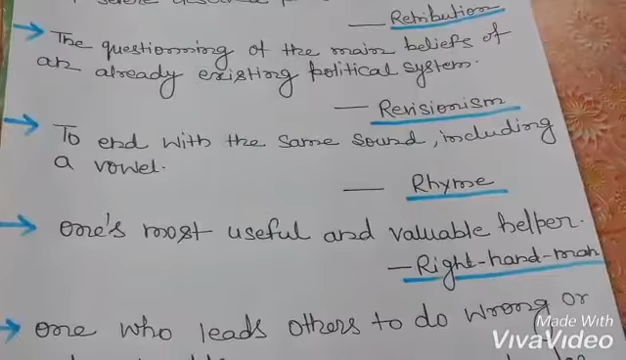 — Retribution
The questionning of the main beliefs of
an already existing political system.
— Revisionism
To end with the same sound, including
a vowel.
— Rhyme
one's most useful and valuable helper.
— Right-hand-man
one who leads others to do wrong or
Made With
VivaVideo